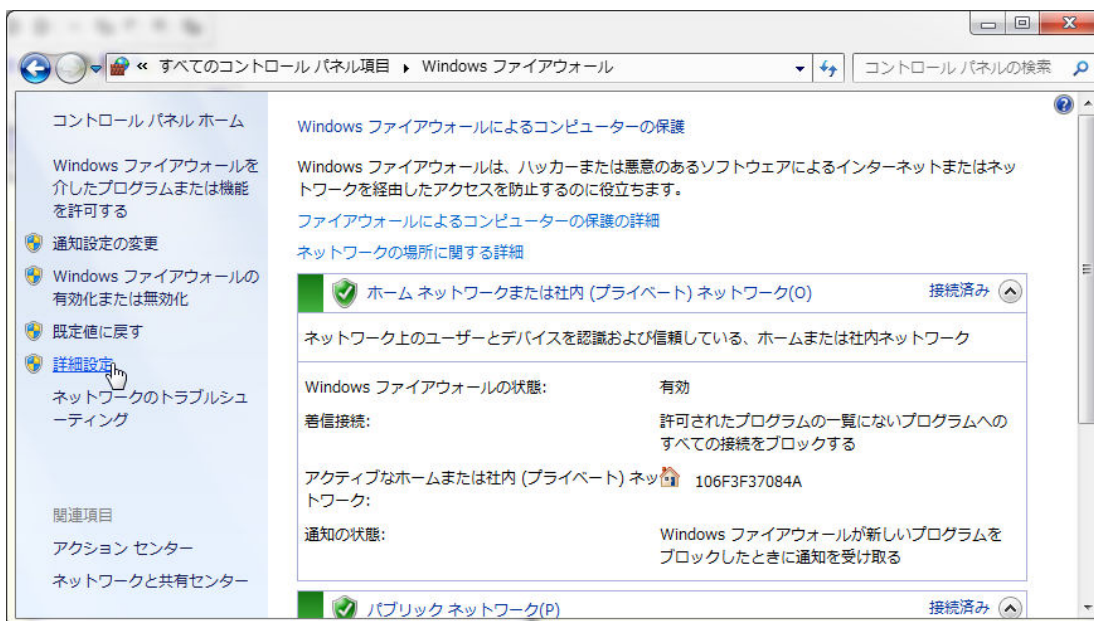 « すべてのコントロール パネル項目 ▸ Windows ファイアウォール
コントロール パネルの検索
コントロール パネル ホーム
Windows ファイアウォールを
介したプログラムまたは機能
を許可する
通知設定の変更
Windows ファイアウォールの
有効化または無効化
既定値に戻す
詳細設定
ネットワークのトラブルシュ
ーティング
関連項目
アクション センター
ネットワークと共有センター
Windows ファイアウォールによるコンピューターの保護
Windows ファイアウォールは、ハッカーまたは悪意のあるソフトウェアによるインターネットまたはネッ
トワークを経由したアクセスを防止するのに役立ちます。
ファイアウォールによるコンピューターの保護の詳細
ネットワークの場所に関する詳細
ホーム ネットワークまたは社内 (プライベート) ネットワーク(O) 接続済み
ネットワーク上のユーザーとデバイスを認識および信頼している、ホームまたは社内ネットワーク
Windows ファイアウォールの状態: 有効
着信接続: 許可されたプログラムの一覧にないプログラムへの
すべての接続をブロックする
アクティブなホームまたは社内 (プライベート) ネッ 106F3F37084A
トワーク:
通知の状態: Windows ファイアウォールが新しいプログラムを
ブロックしたときに通知を受け取る
パブリック ネットワーク(P) 接続済み